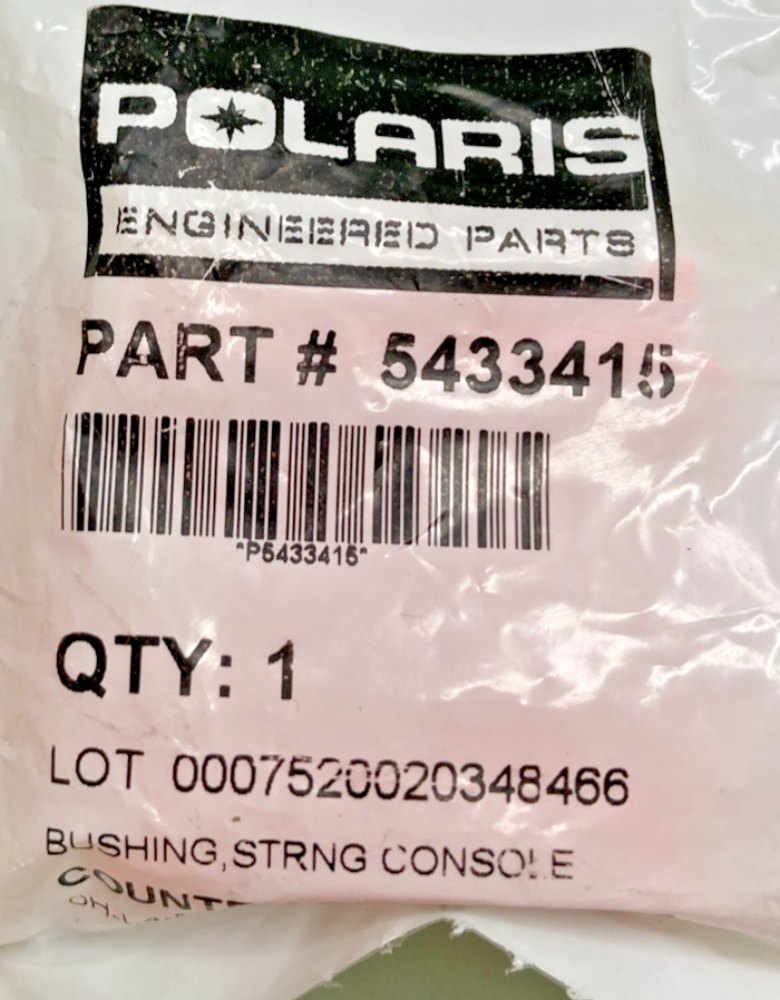 POLARIS
ENGINEERED PARTS
PART # 5433415
*P5433415*
QTY: 1
LOT 0007520020348466
BUSHING,STRNG CONSOLE